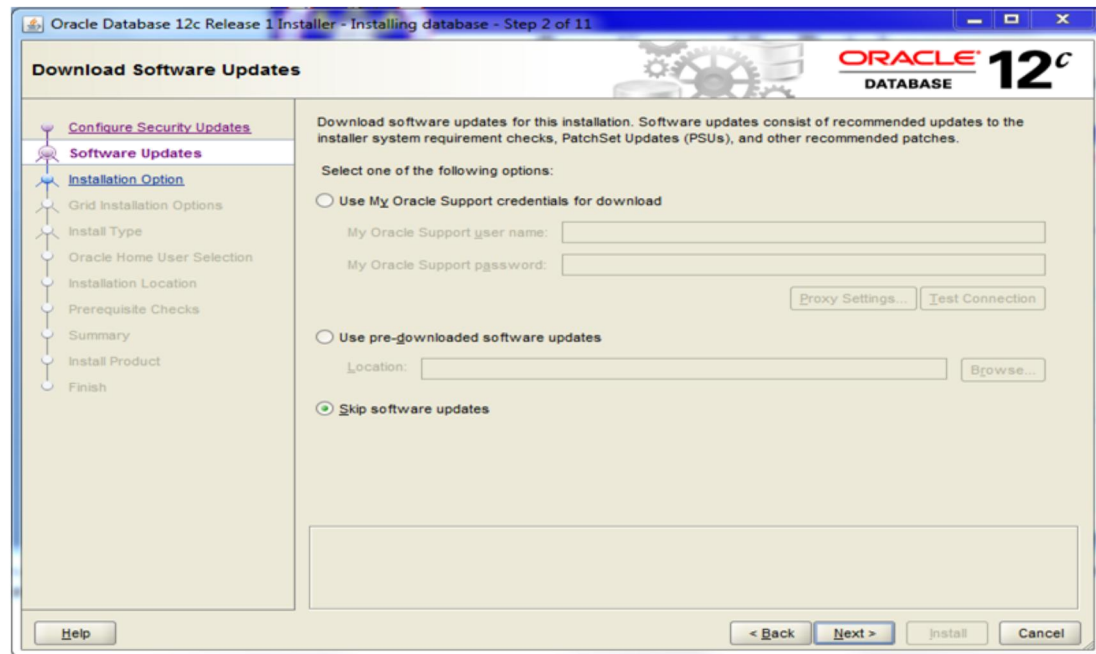 Oracle Database 12c Release 1 Installer - Installing database - Step 2 of 11
Download Software Updates
ORACLE
DATABASE
12c
Configure Security Updates
Software Updates
Installation Option
Grid Installation Options
Install Type
Oracle Home User Selection
Installation Location
Prerequisite Checks
Summary
Install Product
Finish
Download software updates for this installation. Software updates consist of recommended updates to the
installer system requirement checks, PatchSet Updates (PSUs), and other recommended patches.
Select one of the following options:
Use My Oracle Support credentials for download
My Oracle Support user name:
My Oracle Support password:
Proxy Settings... Test Connection
Use pre-downloaded software updates
Location: Browse...
Skip software updates
Help < Back Next > Install Cancel